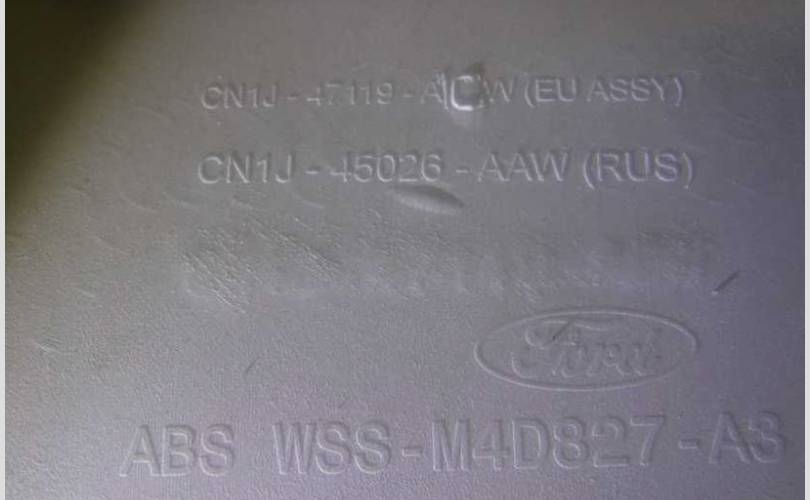 CN1J - 47119 - ACW (EU ASSY)
CN1J - 45026 - AAW (RUS)
Ford
ABS WSS - M4D827 - A3